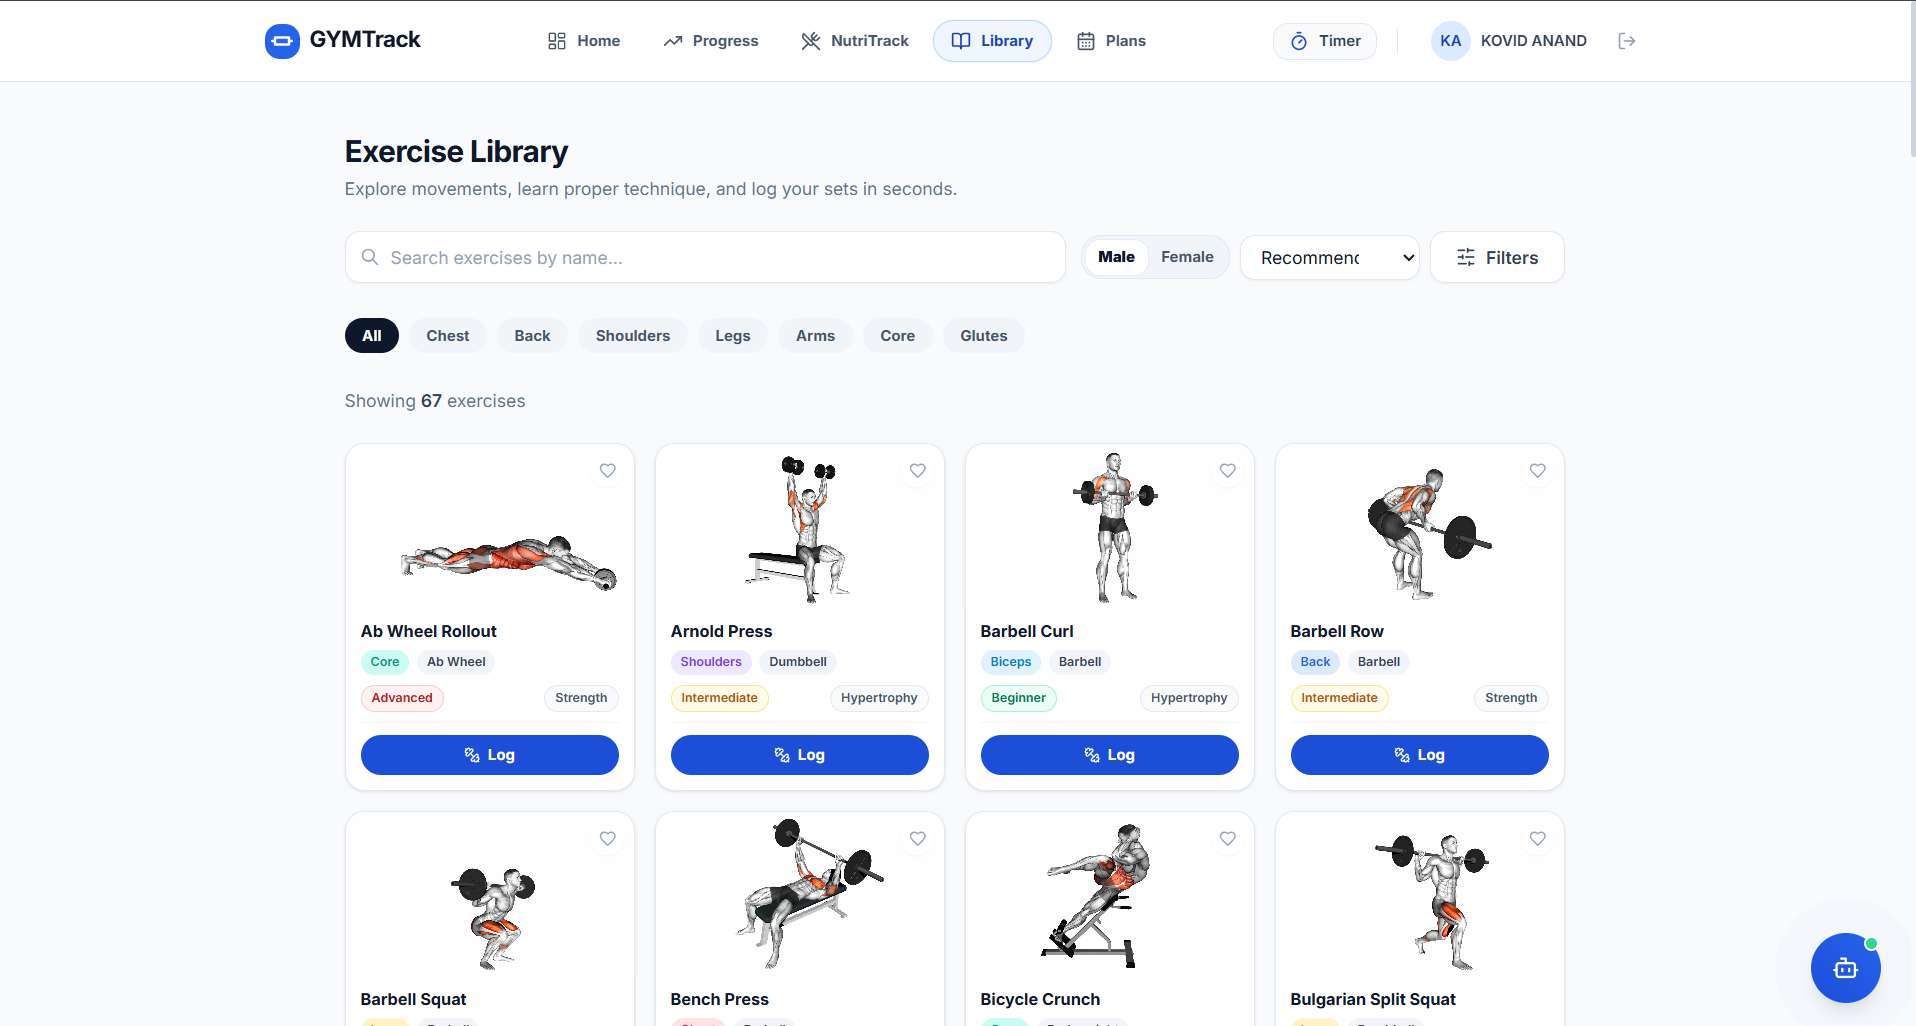 GYMTrack
Home
Progress
NutriTrack
Library
Plans
Timer
KA
KOVID ANAND
Exercise Library
Explore movements, learn proper technique, and log your sets in seconds.
Search exercises by name...
Male
Female
Recommend
Filters
All
Chest
Back
Shoulders
Legs
Arms
Core
Glutes
Showing 67 exercises
Ab Wheel Rollout
Core
Ab Wheel
Advanced
Strength
Log
Arnold Press
Shoulders
Dumbbell
Intermediate
Hypertrophy
Log
Barbell Curl
Biceps
Barbell
Beginner
Hypertrophy
Log
Barbell Row
Back
Barbell
Intermediate
Strength
Log
Barbell Squat
Bench Press
Bicycle Crunch
Bulgarian Split Squat